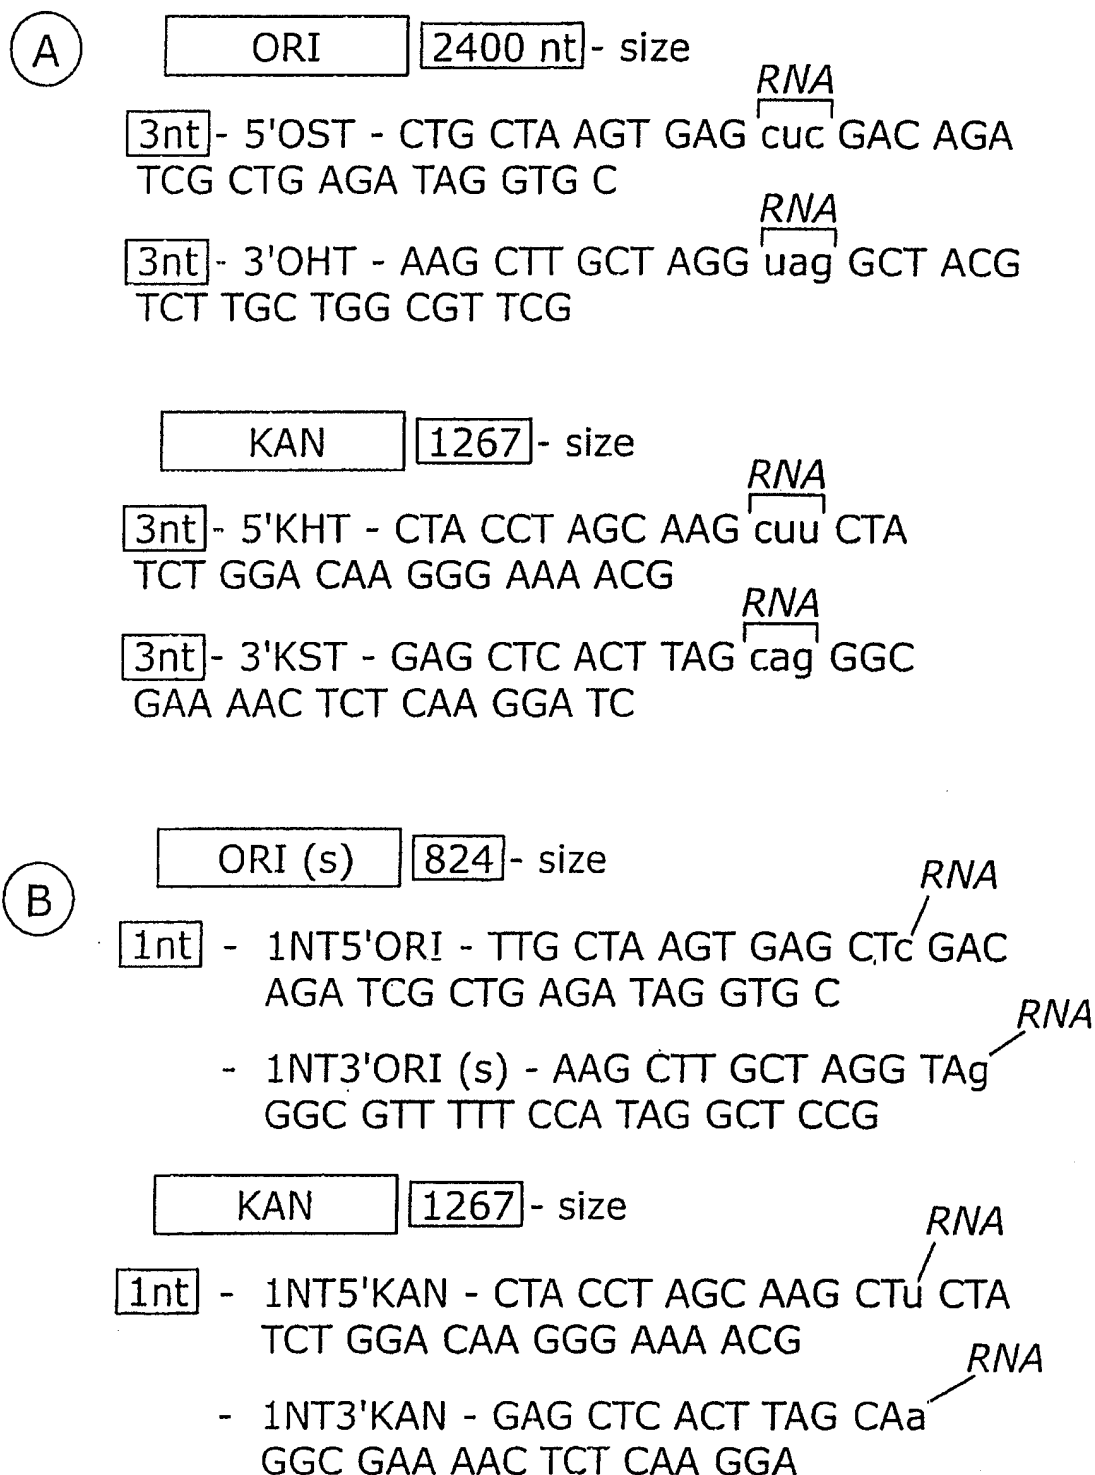 A
ORI 2400 nt - size
RNA
3nt - 5'OST - CTG CTA AGT GAG cuc GAC AGA
TCG CTG AGA TAG GTG C
RNA
3nt - 3'OHT - AAG CTT GCT AGG uag GCT ACG
TCT TGC TGG CGT TCG
KAN 1267 - size
RNA
3nt - 5'KHT - CTA CCT AGC AAG cuu CTA
TCT GGA CAA GGG AAA ACG
RNA
3nt - 3'KST - GAG CTC ACT TAG cag GGC
GAA AAC TCT CAA GGA TC
B
ORI (s) 824 - size
RNA
1nt - 1NT5'ORI - TTG CTA AGT GAG CTc GAC
AGA TCG CTG AGA TAG GTG C
RNA
- 1NT3'ORI (s) - AAG CTT GCT AGG TAg
GGC GTT TTT CCA TAG GCT CCG
KAN 1267 - size
RNA
1nt - 1NT5'KAN - CTA CCT AGC AAG CTu CTA
TCT GGA CAA GGG AAA ACG
RNA
- 1NT3'KAN - GAG CTC ACT TAG CAa
GGC GAA AAC TCT CAA GGA